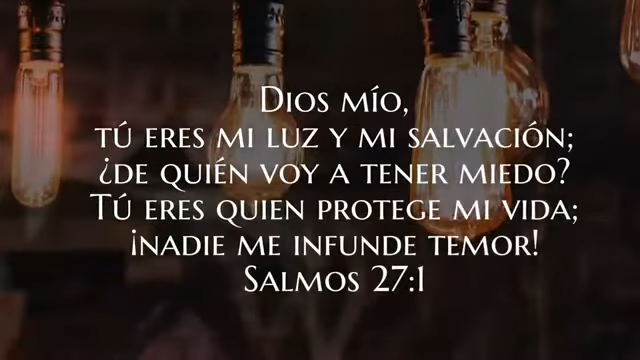 Dios mío,
tú eres mi luz y mi salvación;
¿de quién voy a tener miedo?
Tú eres quien protege mi vida;
¡nadie me infunde temor!
Salmos 27:1